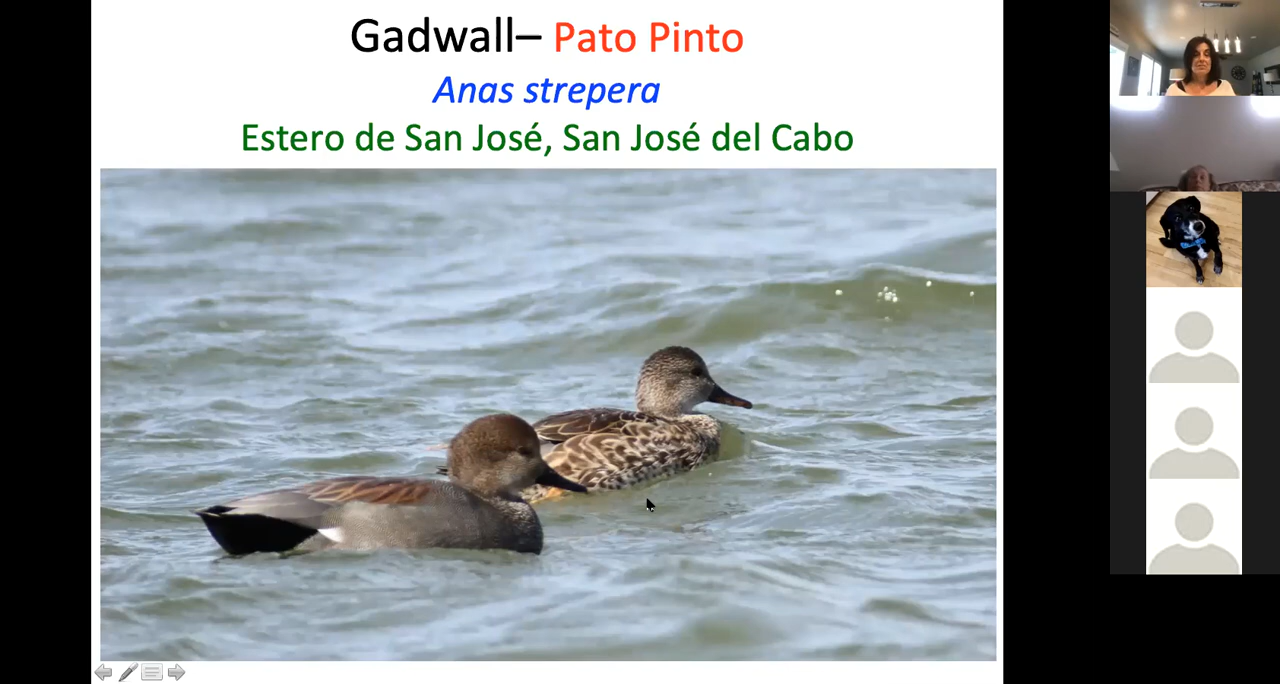 Gadwall– Pato Pinto
Anas strepera
Estero de San José, San José del Cabo